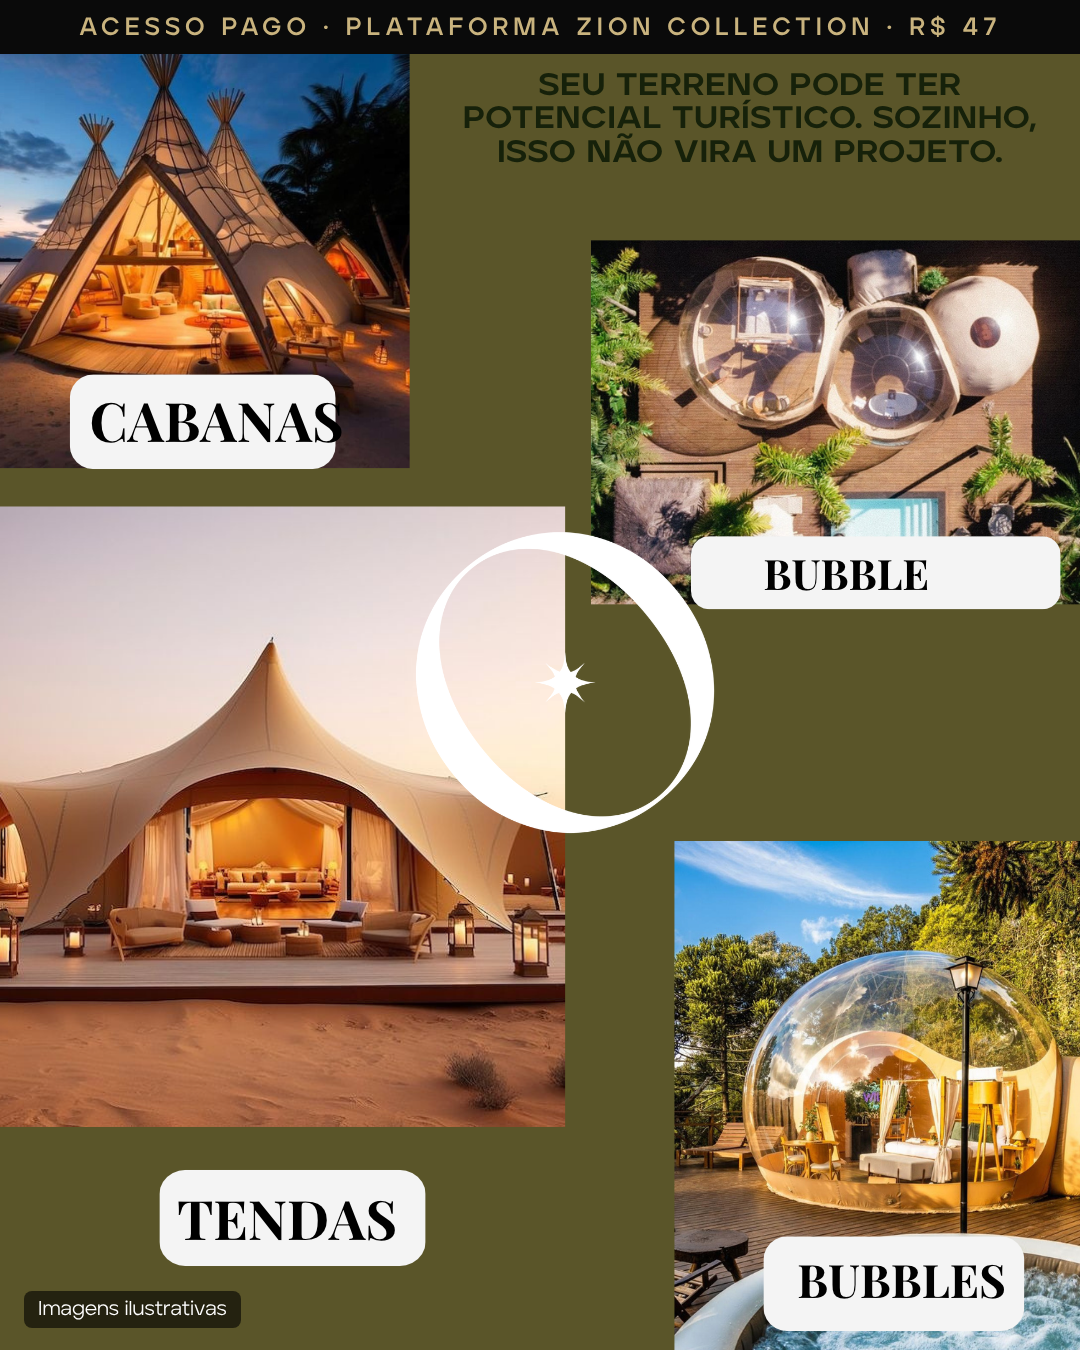 ACESSO PAGO · PLATAFORMA ZION COLLECTION · R$ 47
SEU TERRENO PODE TER
POTENCIAL TURÍSTICO. SOZINHO,
ISSO NÃO VIRA UM PROJETO.
CABANAS
BUBBLE
TENDAS
BUBBLES
Imagens ilustrativas